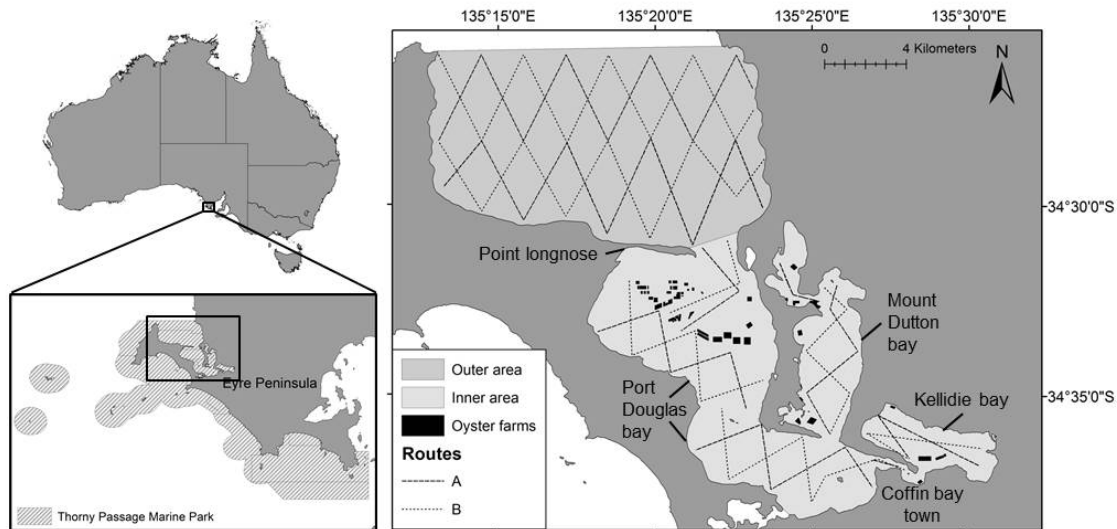 135°15'0"E
135°20'0"E
135°25'0"E
135°30'0"E
0
4 Kilometers
N
34°30'0"S
Point longnose
Mount
Dutton
bay
Outer area
Inner area
Oyster farms
Routes
A
B
Port
Douglas
bay
34°35'0"S
Kellidie bay
Coffin bay
town
Eyre Peninsula
Thorny Passage Marine Park